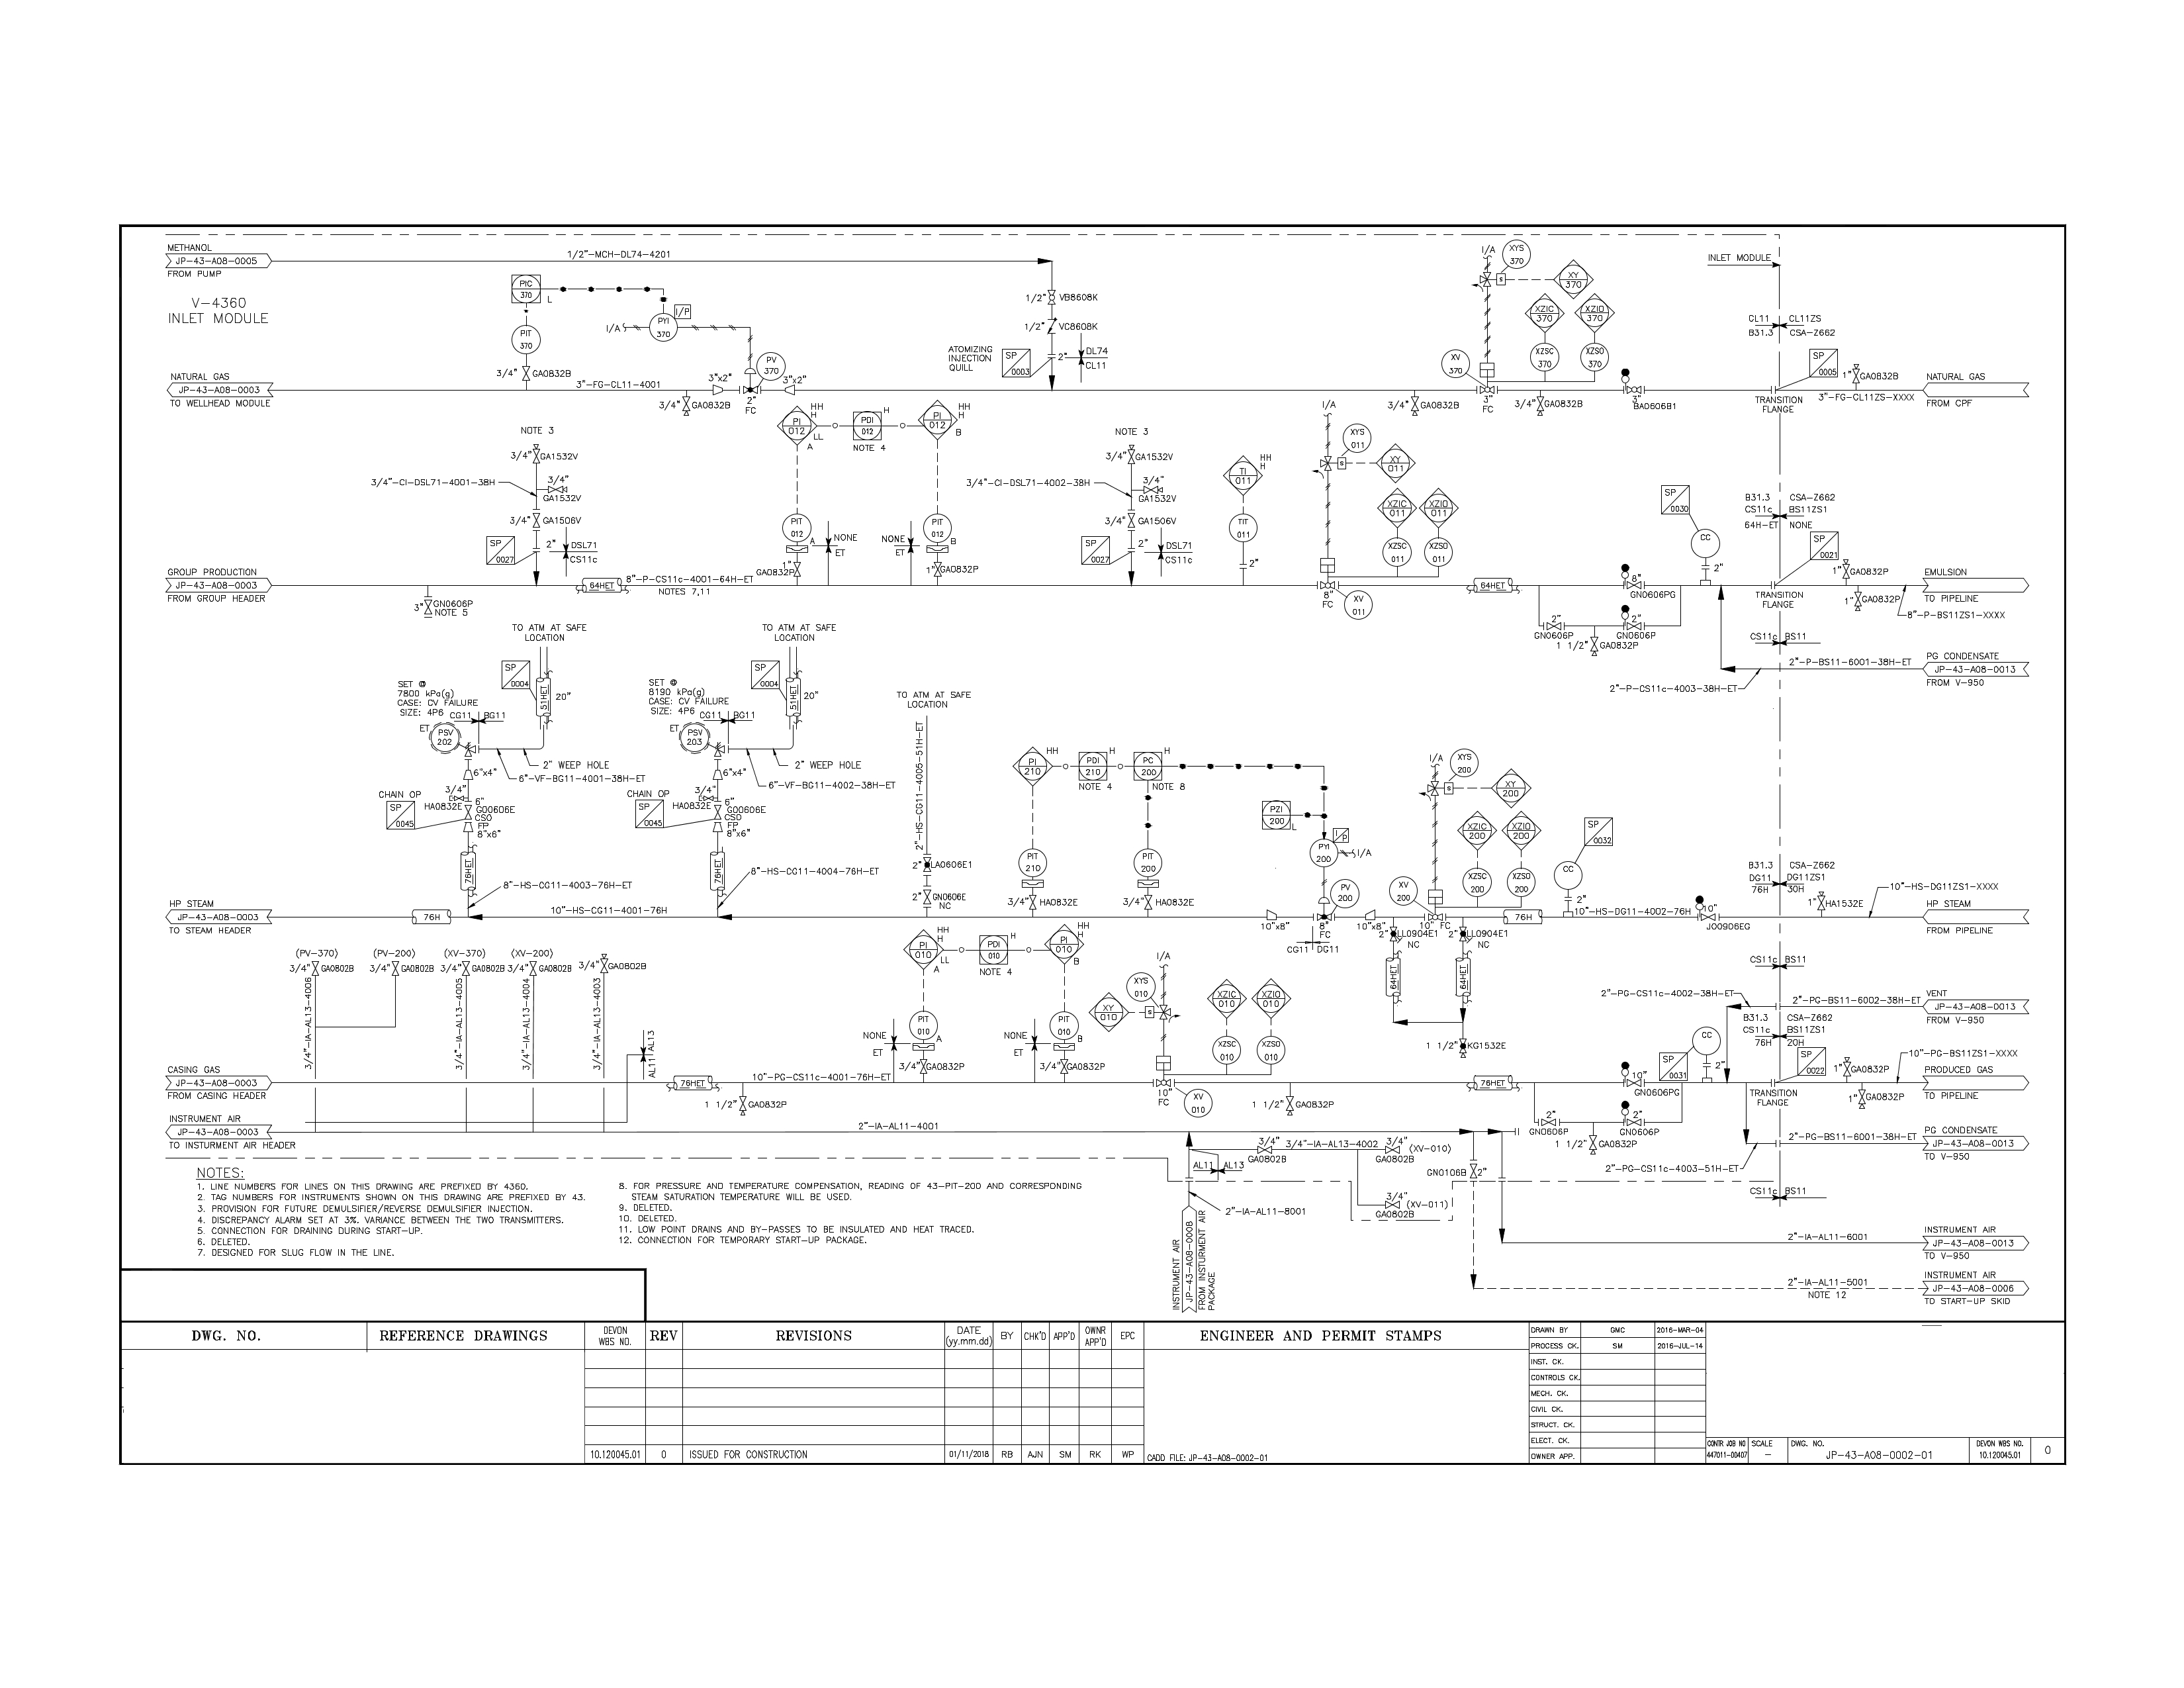 METHANOL
JP-43-A08-0005
FROM PUMP
1/2"-MCH-DL74-4201
V-4360
INLET MODULE
INLET MODULE
PIC
370
L
PYI
370
I/P
I/A
PIT
370
3/4" GA0832B
PV
370
3"x2"
3"x2"
2"
FC
3/4" GA0832B
1/2" VB8608K
1/2" VC8608K
ATOMIZING
INJECTION
QUILL
SP
0003
2"
DL74
CL11
I/A
XYS
370
S
XY
370
XZIC
370
XZIO
370
XZSC
370
XZSO
370
XV
370
3"
FC
3/4" GA0832B
3/4" GA0832B
3"
BA0606B1
CL11 CL11ZS
B31.3 CSA-Z662
SP
0005
1" GA0832B
TRANSITION
FLANGE
3"-FG-CL11ZS-XXXX
NATURAL GAS
FROM CPF
NATURAL GAS
JP-43-A08-0003
TO WELLHEAD MODULE
3"-FG-CL11-4001
NOTE 3
3/4" GA1532V
3/4"-CI-DSL71-4001-38H
3/4"
GA1532V
3/4" GA1506V
SP
0027
2"
DSL71
CS11c
PI
012
HH
H
LL
A
PDI
012
H
NOTE 4
PI
012
HH
H
B
PIT
012
A
1"
GA0832P
NONE
ET
NONE
ET
PIT
012
B
1" GA0832P
NOTE 3
3/4" GA1532V
3/4"-CI-DSL71-4002-38H
3/4"
GA1532V
3/4" GA1506V
SP
0027
2"
DSL71
CS11c
TI
011
HH
H
TIT
011
2"
I/A
XYS
011
S
XY
011
XZIC
011
XZIO
011
XZSC
011
XZSO
011
8"
FC
XV
011
GROUP PRODUCTION
JP-43-A08-0003
FROM GROUP HEADER
3" GN0606P
NOTE 5
64HET
8"-P-CS11c-4001-64H-ET
NOTES 7,11
64HET
8"
GN0606PG
2"
GN0606P
2"
GN0606P
1 1/2" GA0832P
SP
0030
CC
2"
B31.3 CSA-Z662
CS11c BS11ZS1
64H-ET NONE
SP
0021
1" GA0832P
1" GA0832P
TRANSITION
FLANGE
EMULSION
TO PIPELINE
8"-P-BS11ZS1-XXXX
CS11c BS11
2"-P-BS11-6001-38H-ET
2"-P-CS11c-4003-38H-ET
PG CONDENSATE
JP-43-A08-0013
FROM V-950
TO ATM AT SAFE
LOCATION
SP
0004
51HET
20"
SET @
7800 kPa(g)
CASE: CV FAILURE
SIZE: 4P6
CG11 BG11
ET
PSV
202
2" WEEP HOLE
6"-VF-BG11-4001-38H-ET
6"x4"
3/4"
HA0832E
CHAIN OP
SP
0045
6"
GO0606E
CSO
FP
8"x6"
76HET
8"-HS-CG11-4003-76H-ET
TO ATM AT SAFE
LOCATION
SP
0004
51HET
20"
SET @
8190 kPa(g)
CASE: CV FAILURE
SIZE: 4P6
CG11 BG11
ET
PSV
203
2" WEEP HOLE
6"-VF-BG11-4002-38H-ET
6"x4"
3/4"
HA0832E
CHAIN OP
SP
0045
6"
GO0606E
CSO
FP
8"x6"
76HET
8"-HS-CG11-4004-76H-ET
TO ATM AT SAFE
LOCATION
2"-HS-CG11-4005-51H-ET
2" LA0606E1
2" GN0606E
NC
PI
210
HH
PDI
210
H
NOTE 4
PC
200
H
NOTE 8
PIT
210
3/4" HA0832E
PIT
200
3/4" HA0832E
PZI
200
L
PYI
200
I/P
I/A
PV
200
10"x8"
8"
FC
10"x8"
CG11 DG11
I/A
XYS
200
S
XY
200
XZIC
200
XZIO
200
XZSC
200
XZSO
200
XV
200
10" FC
SP
0032
CC
2"
76H
10"-HS-DG11-4002-76H
10"
JO0906EG
2" LL0904E1
NC
2" LL0904E1
NC
64HET
64HET
1 1/2" KG1532E
B31.3 CSA-Z662
DG11 DG11ZS1
76H 30H
1" HA1532E
10"-HS-DG11ZS1-XXXX
HP STEAM
FROM PIPELINE
HP STEAM
JP-43-A08-0003
TO STEAM HEADER
76H
10"-HS-CG11-4001-76H
(PV-370)
3/4" GA0802B
(PV-200)
3/4" GA0802B
(XV-370)
3/4" GA0802B
(XV-200)
3/4" GA0802B
3/4" GA0802B
3/4"-IA-AL13-4006
3/4"-IA-AL13-4005
3/4"-IA-AL13-4004
3/4"-IA-AL13-4003
AL11 AL13
PI
010
HH
H
LL
A
PDI
010
H
NOTE 4
PI
010
HH
H
B
NONE
ET
PIT
010
A
3/4" GA0832P
NONE
ET
PIT
010
B
3/4" GA0832P
I/A
XYS
010
S
XY
010
XZIC
010
XZIO
010
XZSC
010
XZSO
010
10"
FC
XV
010
CS11c BS11
2"-PG-CS11c-4002-38H-ET
2"-PG-BS11-6002-38H-ET
VENT
JP-43-A08-0013
FROM V-950
B31.3 CSA-Z662
CS11c BS11ZS1
76H 20H
SP
0031
CC
2"
SP
0022
1" GA0832P
1" GA0832P
TRANSITION
FLANGE
10"-PG-BS11ZS1-XXXX
PRODUCED GAS
TO PIPELINE
CASING GAS
JP-43-A08-0003
FROM CASING HEADER
76HET
10"-PG-CS11c-4001-76H-ET
1 1/2" GA0832P
1 1/2" GA0832P
76HET
10"
GN0606PG
2"
GN0606P
2"
GN0606P
1 1/2" GA0832P
INSTRUMENT AIR
JP-43-A08-0003
TO INSTURMENT AIR HEADER
2"-IA-AL11-4001
2"-PG-BS11-6001-38H-ET
2"-PG-CS11c-4003-51H-ET
PG CONDENSATE
JP-43-A08-0013
TO V-950
CS11c BS11
3/4"
GA0802B
3/4"-IA-AL13-4002
3/4"
GA0802B
(XV-010)
AL11 AL13
3/4"
GA0802B
(XV-011)
2"-IA-AL11-8001
GN0106B 2"
INSTRUMENT AIR
JP-43-A08-0008
FROM INSTURMENT AIR
PACKAGE
2"-IA-AL11-6001
INSTRUMENT AIR
JP-43-A08-0013
TO V-950
2"-IA-AL11-5001
NOTE 12
INSTRUMENT AIR
JP-43-A08-0006
TO START-UP SKID
NOTES:
1. LINE NUMBERS FOR LINES ON THIS DRAWING ARE PREFIXED BY 4360.
2. TAG NUMBERS FOR INSTRUMENTS SHOWN ON THIS DRAWING ARE PREFIXED BY 43.
3. PROVISION FOR FUTURE DEMULSIFIER/REVERSE DEMULSIFIER INJECTION.
4. DISCREPANCY ALARM SET AT 3%. VARIANCE BETWEEN THE TWO TRANSMITTERS.
5. CONNECTION FOR DRAINING DURING START-UP.
6. DELETED.
7. DESIGNED FOR SLUG FLOW IN THE LINE.
8. FOR PRESSURE AND TEMPERATURE COMPENSATION, READING OF 43-PIT-200 AND CORRESPONDING
STEAM SATURATION TEMPERATURE WILL BE USED.
9. DELETED.
10. DELETED.
11. LOW POINT DRAINS AND BY-PASSES TO BE INSULATED AND HEAT TRACED.
12. CONNECTION FOR TEMPORARY START-UP PACKAGE.
DWG. NO. REFERENCE DRAWINGS
DEVON
WBS NO.
REV REVISIONS
DATE
(yy.mm.dd)
BY CHK'D APP'D
OWNR
APP'D
EPC
ENGINEER AND PERMIT STAMPS
10.120045.01 0 ISSUED FOR CONSTRUCTION 01/11/2018 RB AJN SM RK WP
CADD FILE: JP-43-A08-0002-01
DRAWN BY GMC 2016-MAR-04
PROCESS CK. SM 2016-JUL-14
INST. CK.
CONTROLS CK.
MECH. CK.
CIVIL CK.
STRUCT. CK.
ELECT. CK.
OWNER APP.
CONTR JOB NO
447011-00407
SCALE
-
DWG. NO.
JP-43-A08-0002-01
DEVON WBS NO.
10.120045.01
0